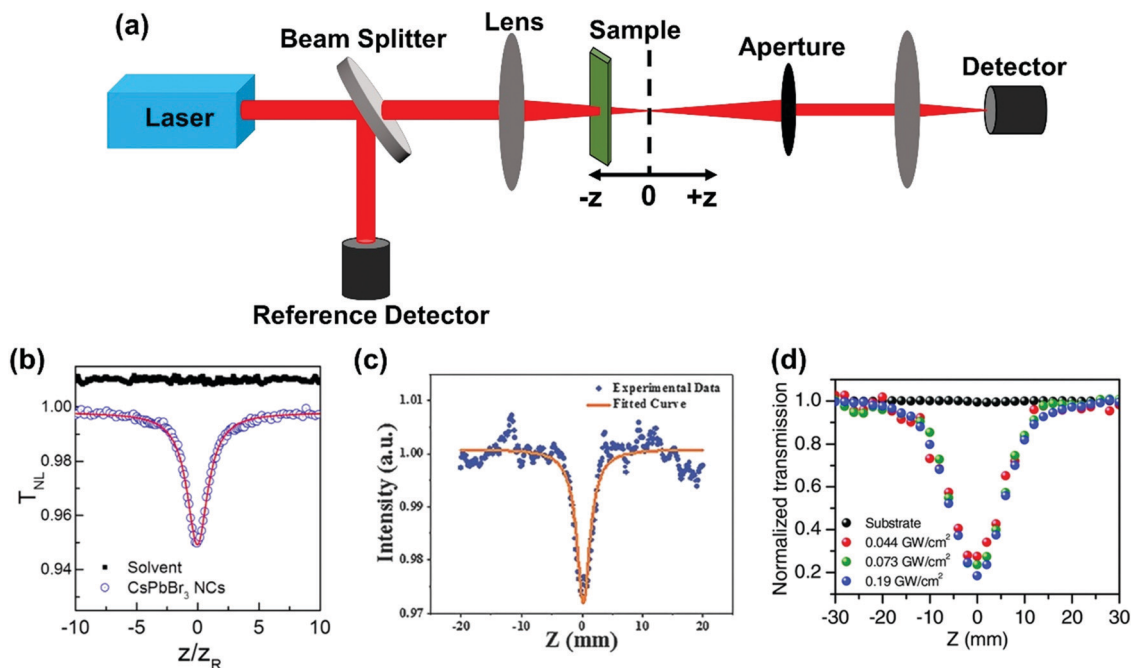 (a)
Beam Splitter
Lens
Sample
Aperture
Detector
Laser
-z 0 +z
Reference Detector
(b)
T_NL
1.00
0.98
0.96
0.94
Solvent
CsPbBr₃ NCs
-10 -5 0 5 10
z/z_R
(c)
Intensity (a.u.)
1.01
1.00
0.99
0.98
0.97
Experimental Data
Fitted Curve
-20 -10 0 10 20
Z (mm)
(d)
Normalized transmission
1.0
0.8
0.6
0.4
0.2
Substrate
0.044 GW/cm²
0.073 GW/cm²
0.19 GW/cm²
-30 -20 -10 0 10 20 30
Z (mm)